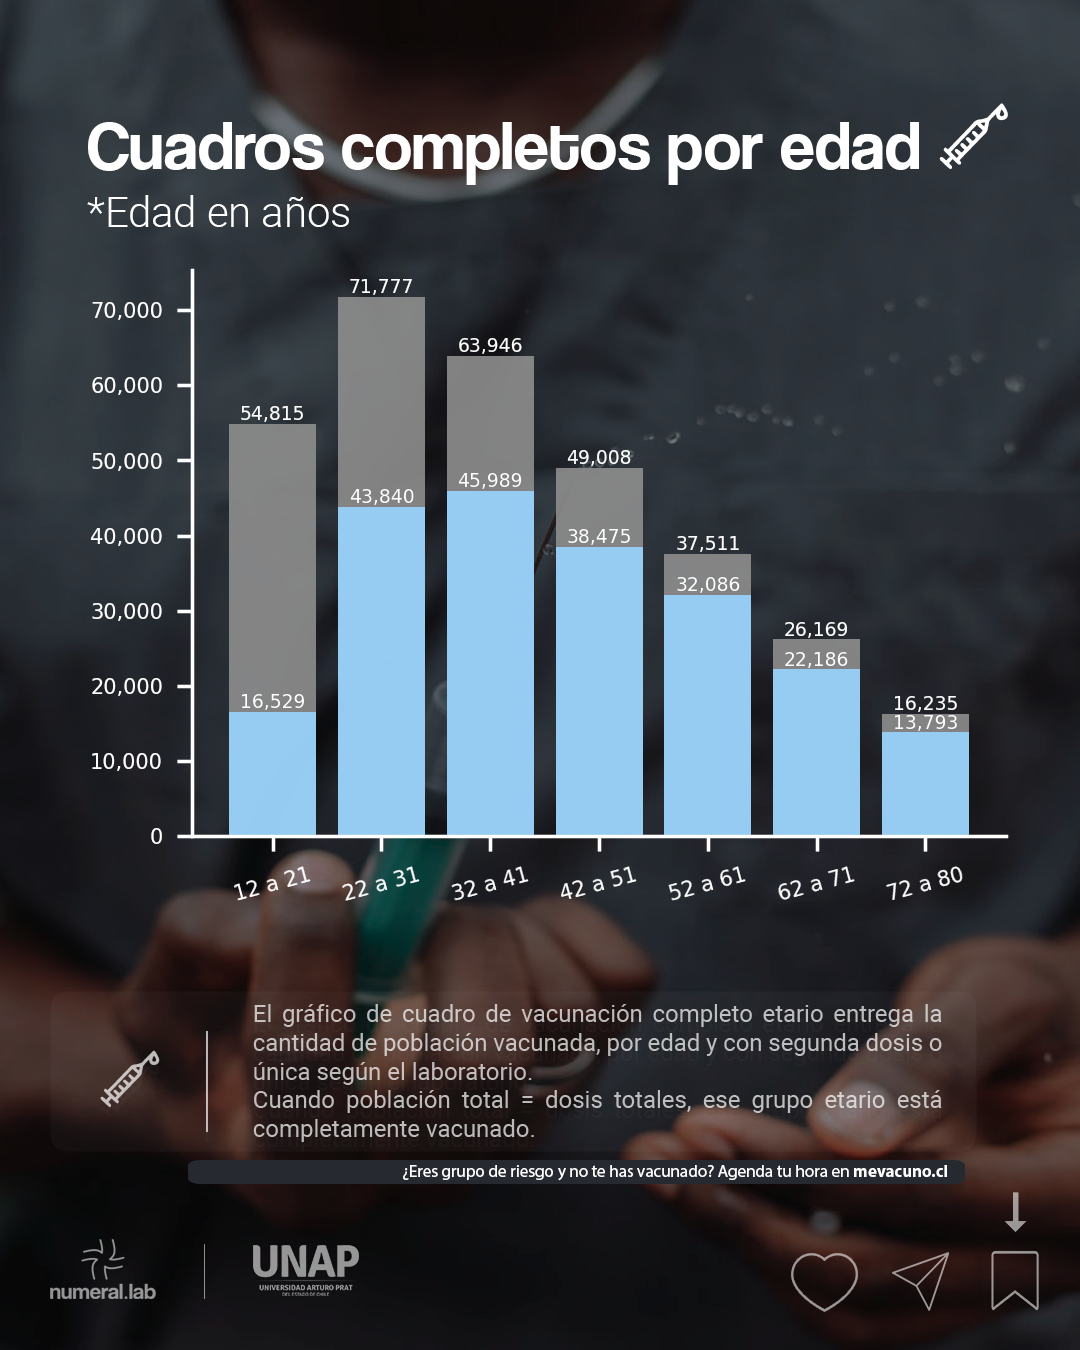 Cuadros completos por edad
*Edad en años
71,777
70,000
63,946
60,000
54,815
50,000
49,008
45,989
43,840
40,000
38,475
37,511
32,086
30,000
26,169
22,186
20,000
16,529
16,235
13,793
10,000
0
12 a 21
22 a 31
32 a 41
42 a 51
52 a 61
62 a 71
72 a 80
El gráfico de cuadro de vacunación completo etario entrega la
cantidad de población vacunada, por edad y con segunda dosis o
única según el laboratorio.
Cuando población total = dosis totales, ese grupo etario está
completamente vacunado.
¿Eres grupo de riesgo y no te has vacunado? Agenda tu hora en mevacuno.cl
numeral.lab
UNAP
UNIVERSIDAD ARTURO PRAT
DEL ESTADO DE CHILE